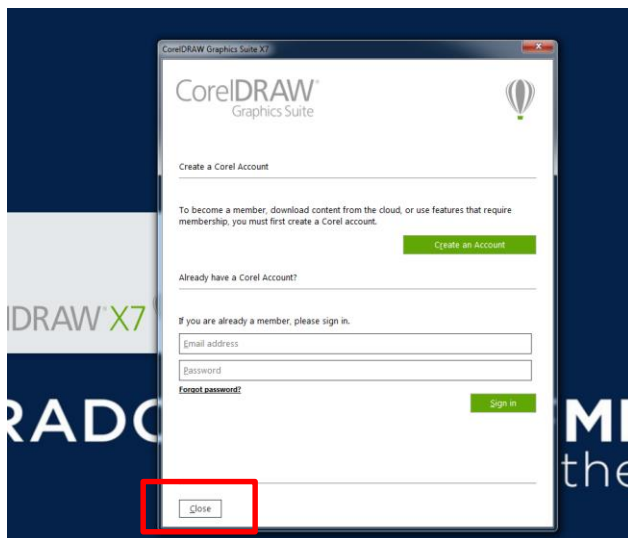 CorelDRAW Graphics Suite X7
CorelDRAW®
Graphics Suite
Create a Corel Account
To become a member, download content from the cloud, or use features that require
membership, you must first create a Corel account.
Create an Account
Already have a Corel Account?
If you are already a member, please sign in.
Email address
Password
Forgot password?
Sign in
Close
DRAW® X7
RADO
the